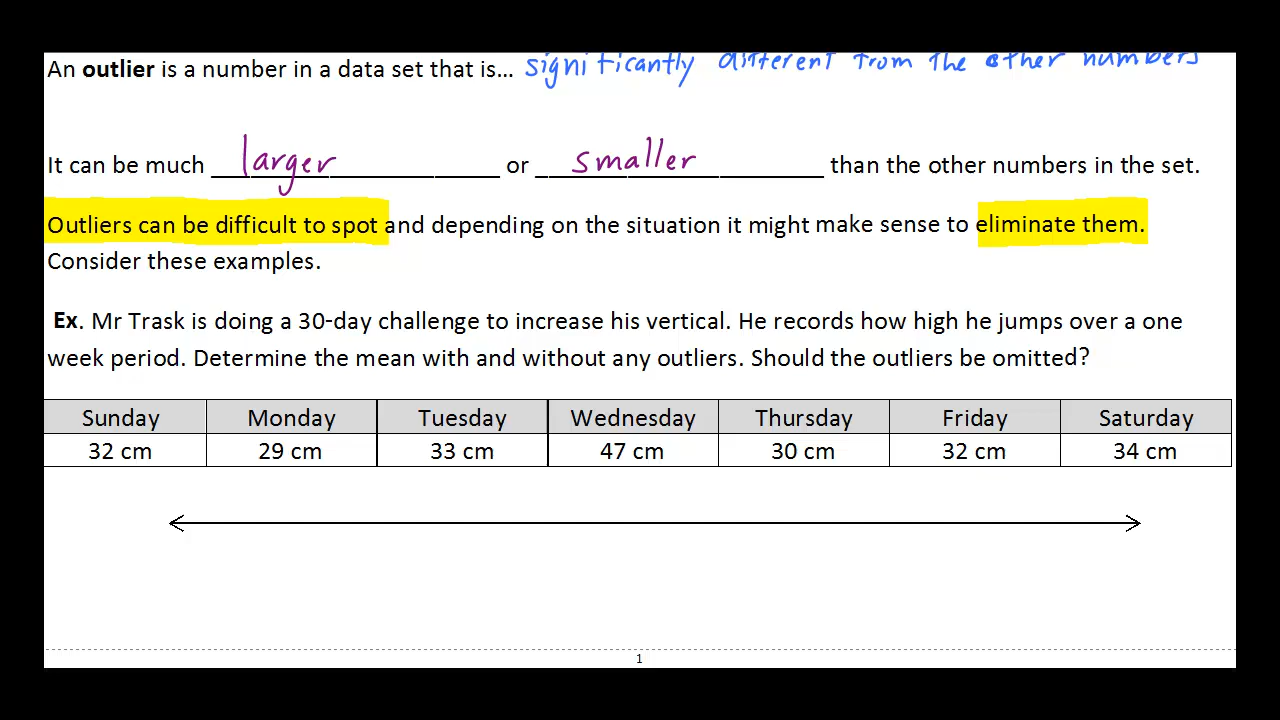 An outlier is a number in a data set that is... significantly different from the other numbers
It can be much larger or smaller than the other numbers in the set.
Outliers can be difficult to spot and depending on the situation it might make sense to eliminate them.
Consider these examples.
Ex. Mr Trask is doing a 30-day challenge to increase his vertical. He records how high he jumps over a one
week period. Determine the mean with and without any outliers. Should the outliers be omitted?
Sunday Monday Tuesday Wednesday Thursday Friday Saturday
32 cm 29 cm 33 cm 47 cm 30 cm 32 cm 34 cm
1